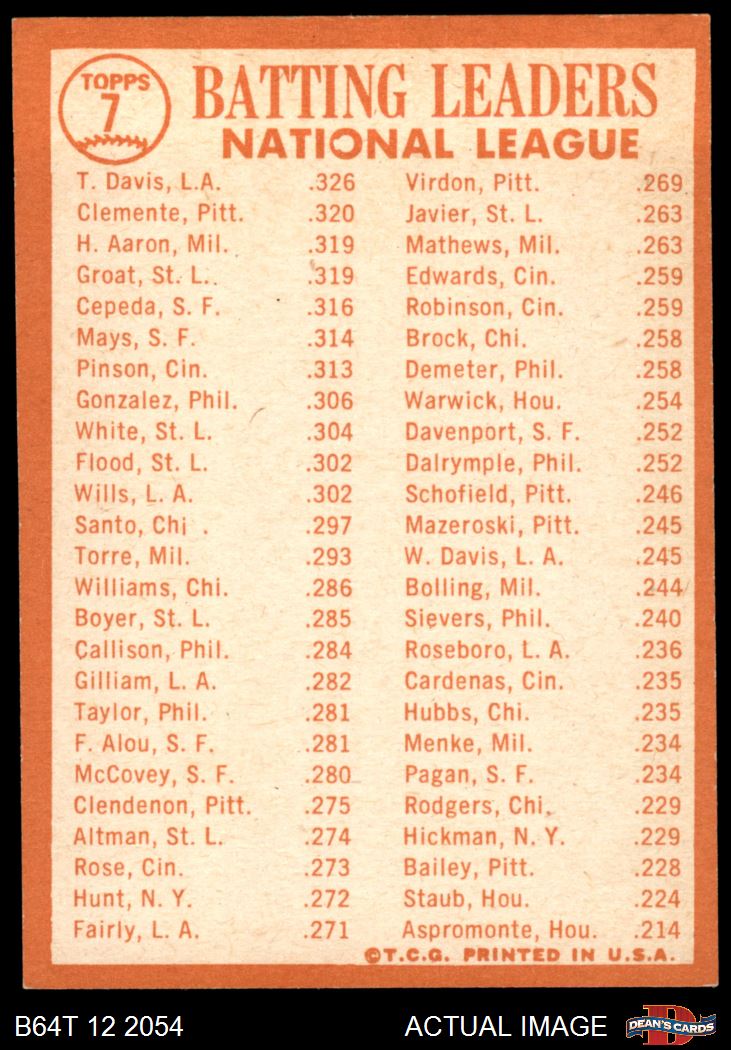 TOPPS
7
BATTING LEADERS
NATIONAL LEAGUE
T. Davis, L.A. .326
Clemente, Pitt. .320
H. Aaron, Mil. .319
Groat, St. L. .319
Cepeda, S. F. .316
Mays, S. F. .314
Pinson, Cin. .313
Gonzalez, Phil. .306
White, St. L. .304
Flood, St. L. .302
Wills, L. A. .302
Santo, Chi . .297
Torre, Mil. .293
Williams, Chi. .286
Boyer, St. L. .285
Callison, Phil. .284
Gilliam, L. A. .282
Taylor, Phil. .281
F. Alou, S. F. .281
McCovey, S. F. .280
Clendenon, Pitt. .275
Altman, St. L. .274
Rose, Cin. .273
Hunt, N. Y. .272
Fairly, L. A. .271
Virdon, Pitt. .269
Javier, St. L. .263
Mathews, Mil. .263
Edwards, Cin. .259
Robinson, Cin. .259
Brock, Chi. .258
Demeter, Phil. .258
Warwick, Hou. .254
Davenport, S. F. .252
Dalrymple, Phil. .252
Schofield, Pitt. .246
Mazeroski, Pitt. .245
W. Davis, L. A. .245
Bolling, Mil. .244
Sievers, Phil. .240
Roseboro, L. A. .236
Cardenas, Cin. .235
Hubbs, Chi. .235
Menke, Mil. .234
Pagan, S. F. .234
Rodgers, Chi. .229
Hickman, N. Y. .229
Bailey, Pitt. .228
Staub, Hou. .224
Aspromonte, Hou. .214
©T.C.G. PRINTED IN U.S.A.
B64T 12 2054
ACTUAL IMAGE
D
DEAN'S CARDS